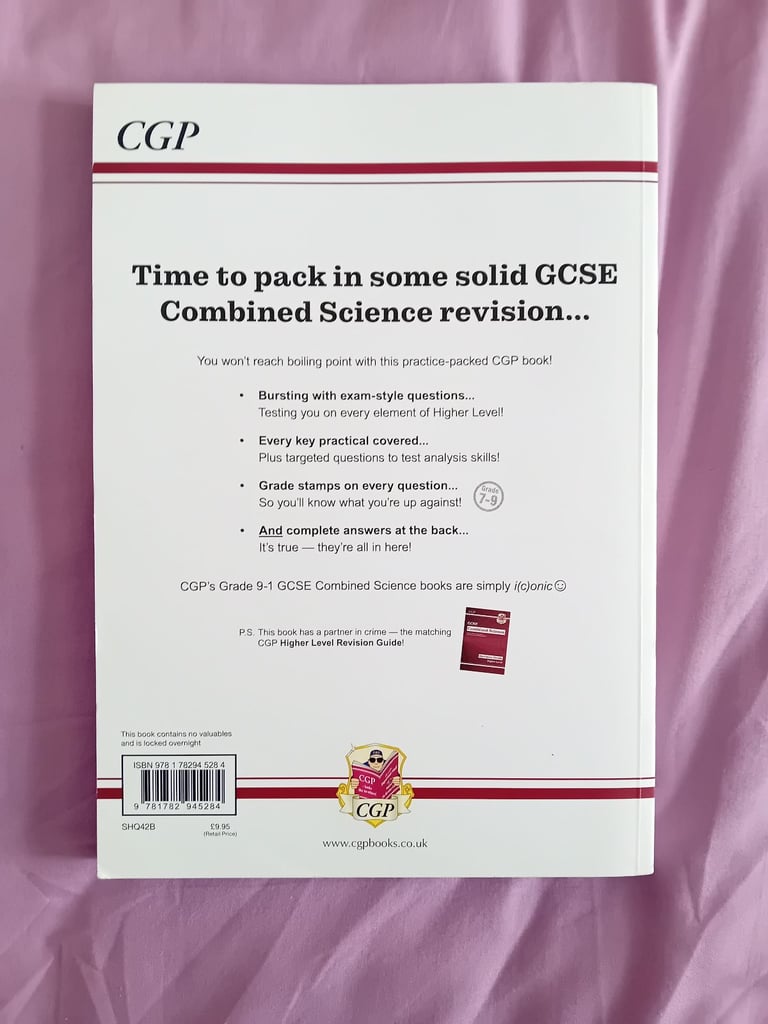 CGP
Time to pack in some solid GCSE
Combined Science revision...
You won't reach boiling point with this practice-packed CGP book!
• Bursting with exam-style questions...
Testing you on every element of Higher Level!
• Every key practical covered...
Plus targeted questions to test analysis skills!
• Grade stamps on every question...
So you'll know what you're up against!
Grade
7-9
• And complete answers at the back...
It's true — they're all in here!
CGP's Grade 9-1 GCSE Combined Science books are simply i(c)onic☺
P.S. This book has a partner in crime — the matching
CGP Higher Level Revision Guide!
CGP
GCSE
Combined Science
This book contains no valuables
and is locked overnight
ISBN 978 1 78294 528 4
9 781782 945284
SHQ42B
£9.95
(Retail Price)
CGP
CGP
www.cgpbooks.co.uk